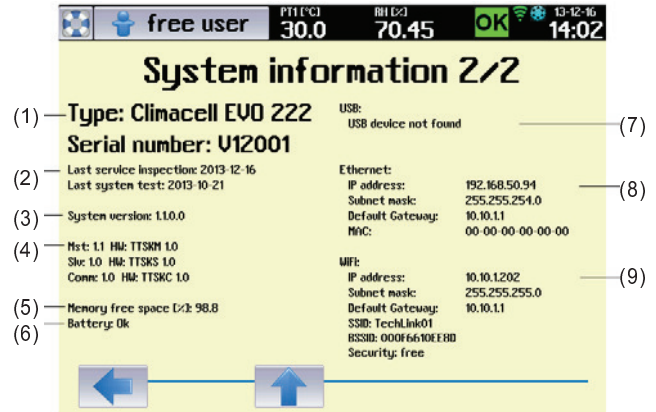 free user
PT1 [°C]
30.0
RH [%]
70.45
OK
13-12-16
14:02
System information 2/2
(1)
Type: Climacell EVO 222
Serial number: V12001
(2)
Last service inspection: 2013-12-16
Last system test: 2013-10-21
(3)
System version: 1.1.0.0
(4)
Mst: 1.1 HW: TTSKM 1.0
Slv: 1.0 HW: TTSKS 1.0
Comm: 1.0 HW: TTSKC 1.0
(5)
Memory free space [%]: 98.8
(6)
Battery: Ok
USB:
USB device not found
(7)
Ethernet:
IP address: 192.168.50.94
(8)
Subnet mask: 255.255.254.0
Default Gateway: 10.10.1.1
MAC: 00-00-00-00-00-00
WiFi:
IP address: 10.10.1.202
(9)
Subnet mask: 255.255.255.0
Default Gateway: 10.10.1.1
SSID: TechLink01
BSSID: 000F6610EE8D
Security: free